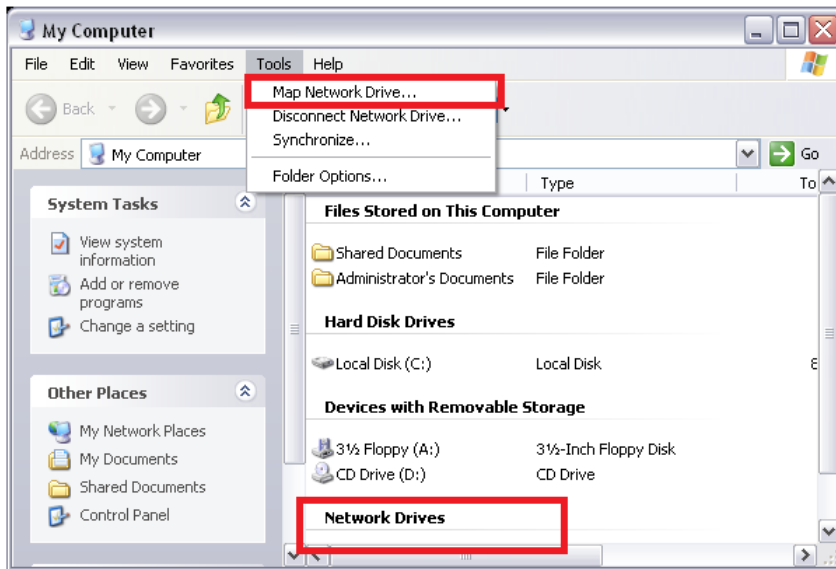 My Computer
File Edit View Favorites Tools Help
Map Network Drive...
Back
Disconnect Network Drive...
Synchronize...
Address My Computer Go
Folder Options...
Type To
System Tasks
Files Stored on This Computer
View system
information
Shared Documents File Folder
Add or remove
programs
Administrator's Documents File Folder
Change a setting
Hard Disk Drives
Local Disk (C:) Local Disk 8
Other Places
Devices with Removable Storage
My Network Places
3½ Floppy (A:) 3½-Inch Floppy Disk
My Documents
CD Drive (D:) CD Drive
Shared Documents
Control Panel
Network Drives